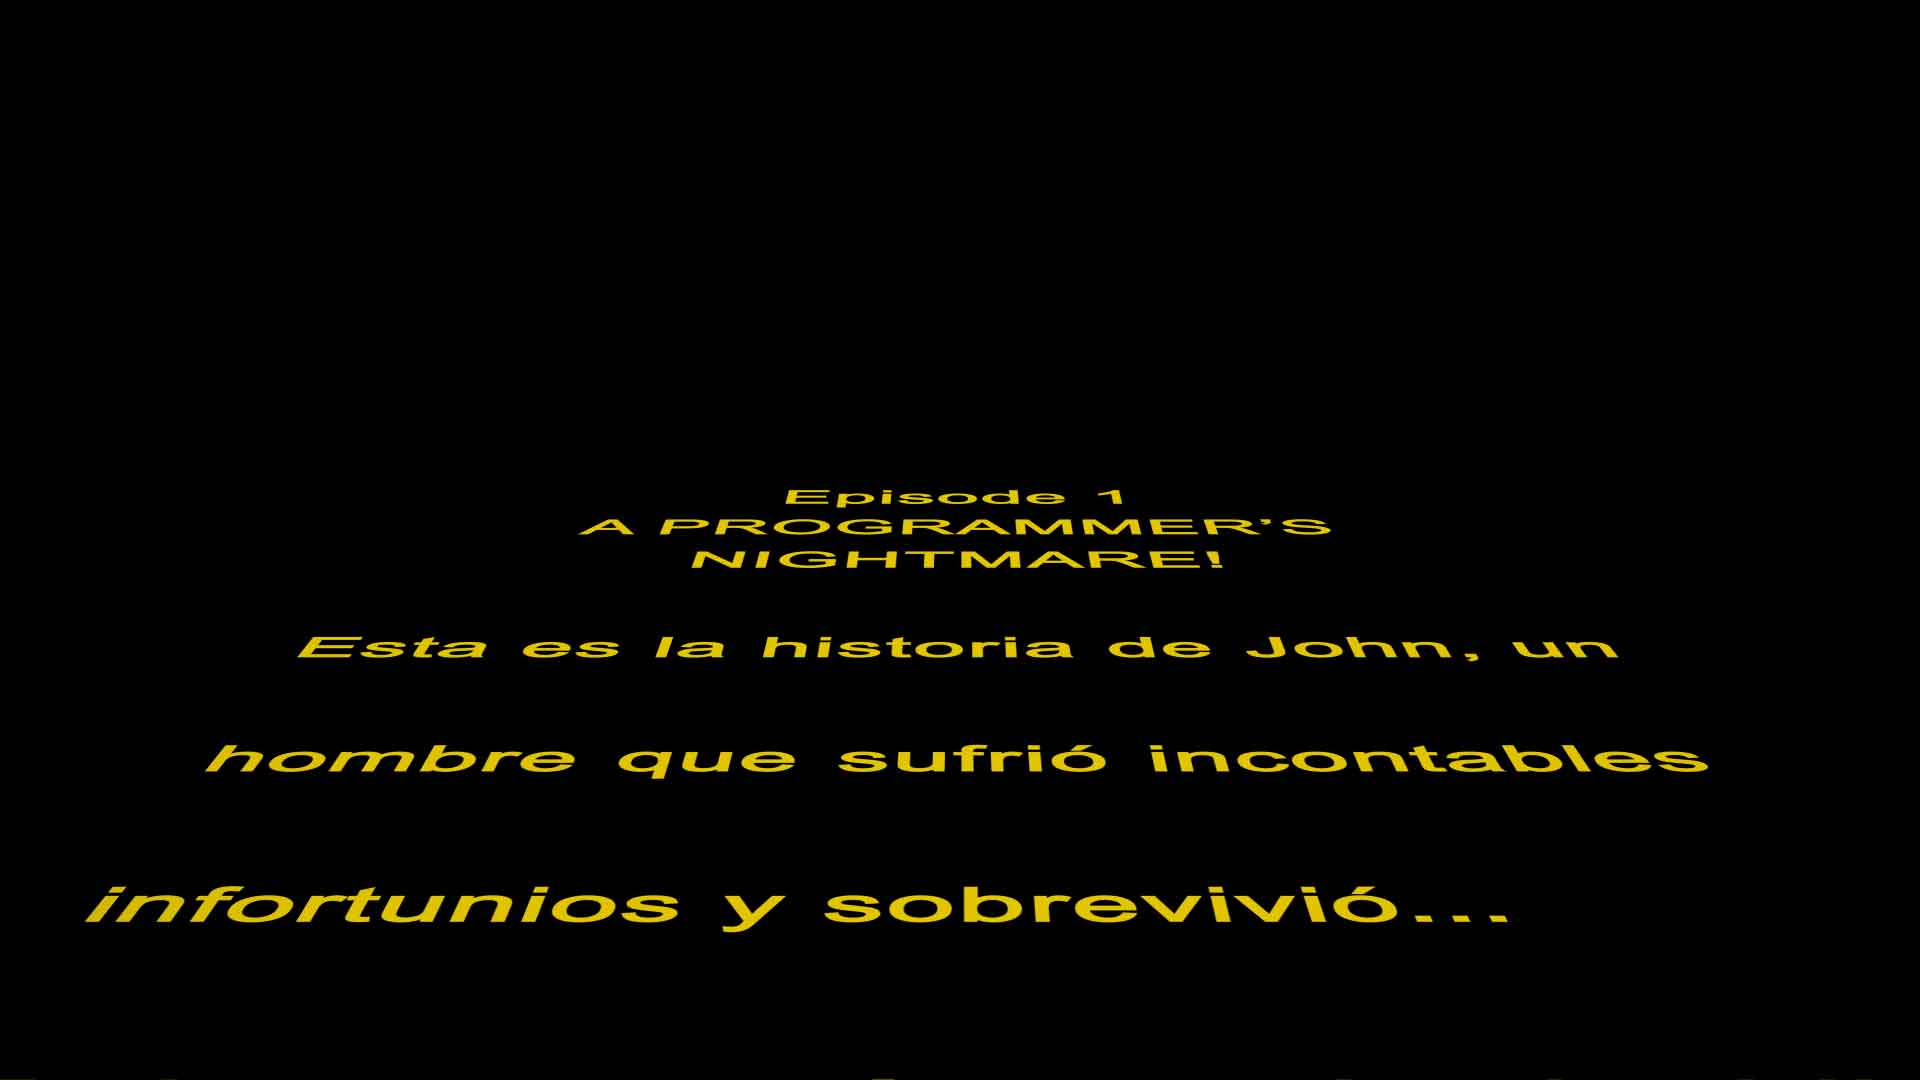 Episode 1
A PROGRAMMER’S
NIGHTMARE!
Esta es la historia de John, un
hombre que sufrió incontables
infortunios y sobrevivió...